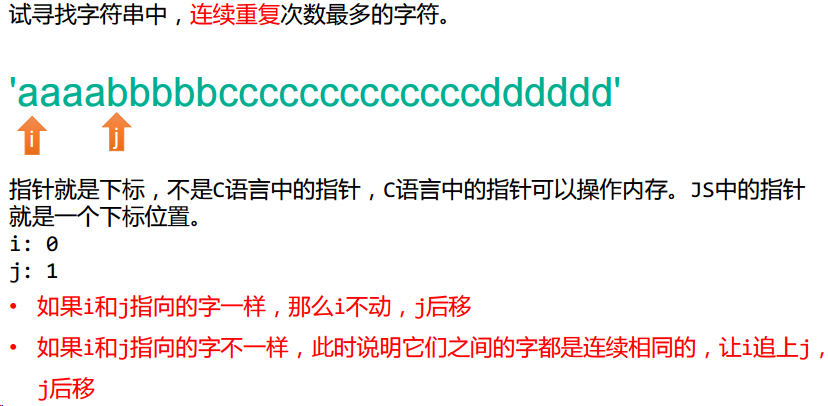 试寻找字符串中，连续重复次数最多的字符。
'aaaabbbbbcccccccccccccdddddd'
i j
指针就是下标，不是C语言中的指针，C语言中的指针可以操作内存。JS中的指针
就是一个下标位置。
i: 0
j: 1
• 如果i和j指向的字一样，那么i不动，j后移
• 如果i和j指向的字不一样，此时说明它们之间的字都是连续相同的，让i追上j，
j后移